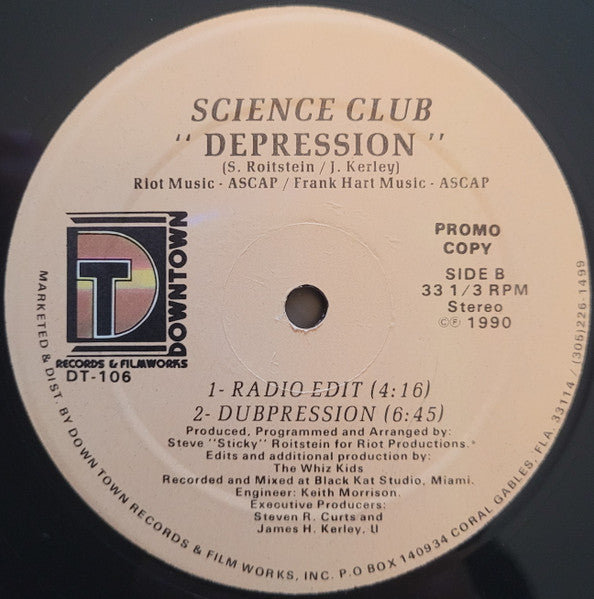 SCIENCE CLUB
" DEPRESSION "
(S. Roitstein / J. Kerley)
Riot Music - ASCAP / Frank Hart Music - ASCAP
DT
DOWNTOWN
RECORDS & FILMWORKS
DT-106
PROMO
COPY
SIDE B
33 1/3 RPM
Stereo
©℗ 1990
1- RADIO EDIT (4:16)
2- DUBPRESSION (6:45)
Produced, Programmed and Arranged by:
Steve "Sticky" Roitstein for Riot Productions.*
Edits and additional production by:
The Whiz Kids
Recorded and Mixed at Black Kat Studio, Miami.
Engineer: Keith Morrison.
Executive Producers:
Steven R. Curts and
James H. Kerley, II
MARKETED & DIST. BY DOWN TOWN RECORDS & FILM WORKS, INC. P.O BOX 140934 CORAL GABLES, FLA. 33114 / (305)226-1499